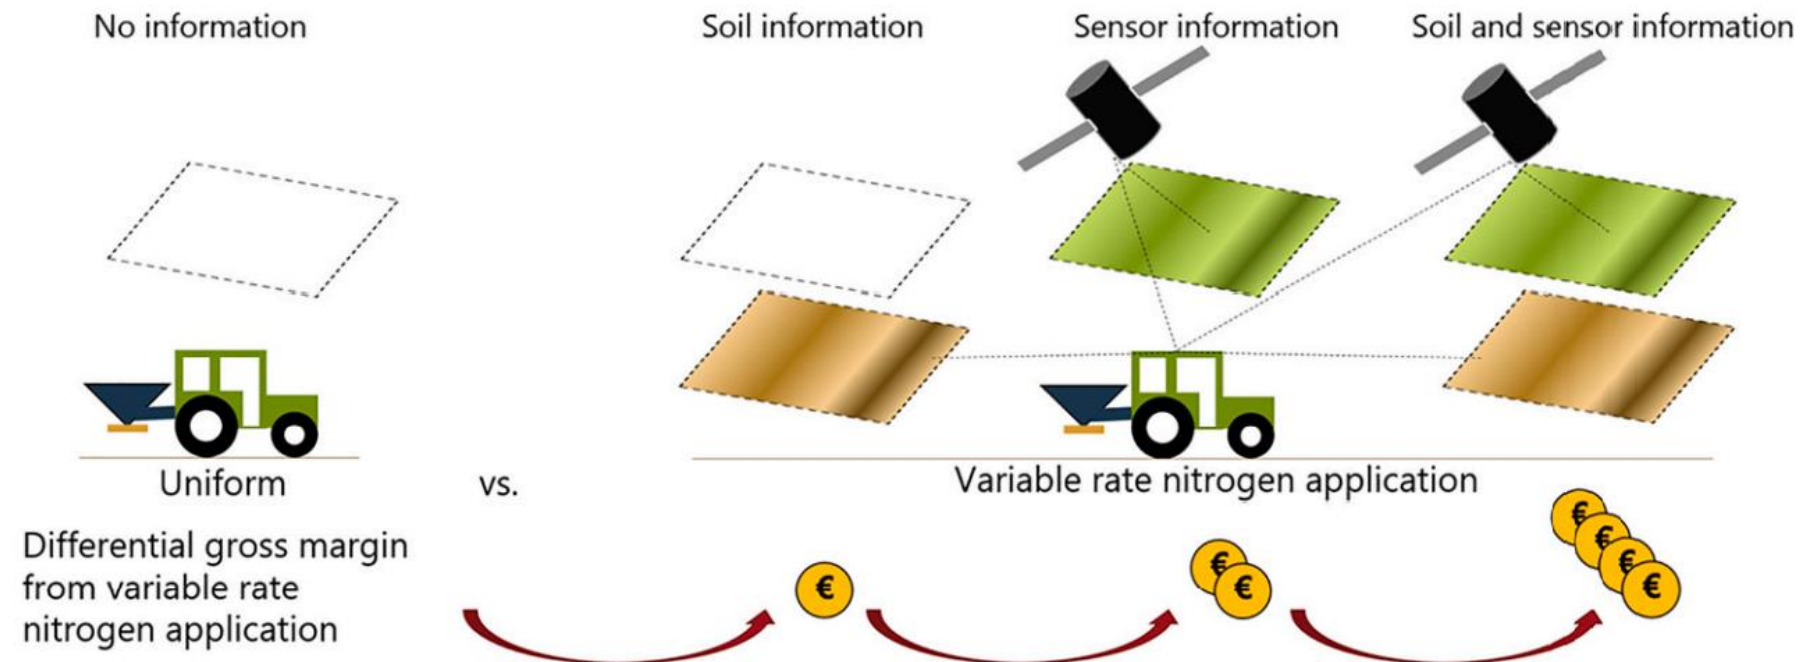 No information
Soil information
Sensor information
Soil and sensor information
Uniform
vs.
Variable rate nitrogen application
Differential gross margin
from variable rate
nitrogen application
€
€
€
€
€
€
€